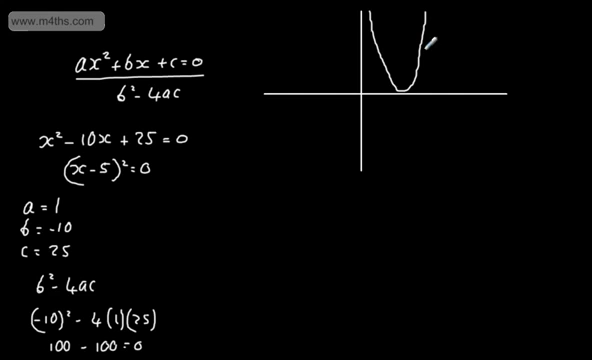 www.m4ths.com
ax² + bx + c = 0
b² - 4ac
x² - 10x + 25 = 0
(x - 5)² = 0
a = 1
b = -10
c = 25
b² - 4ac
(-10)² - 4(1)(25)
100 - 100 = 0